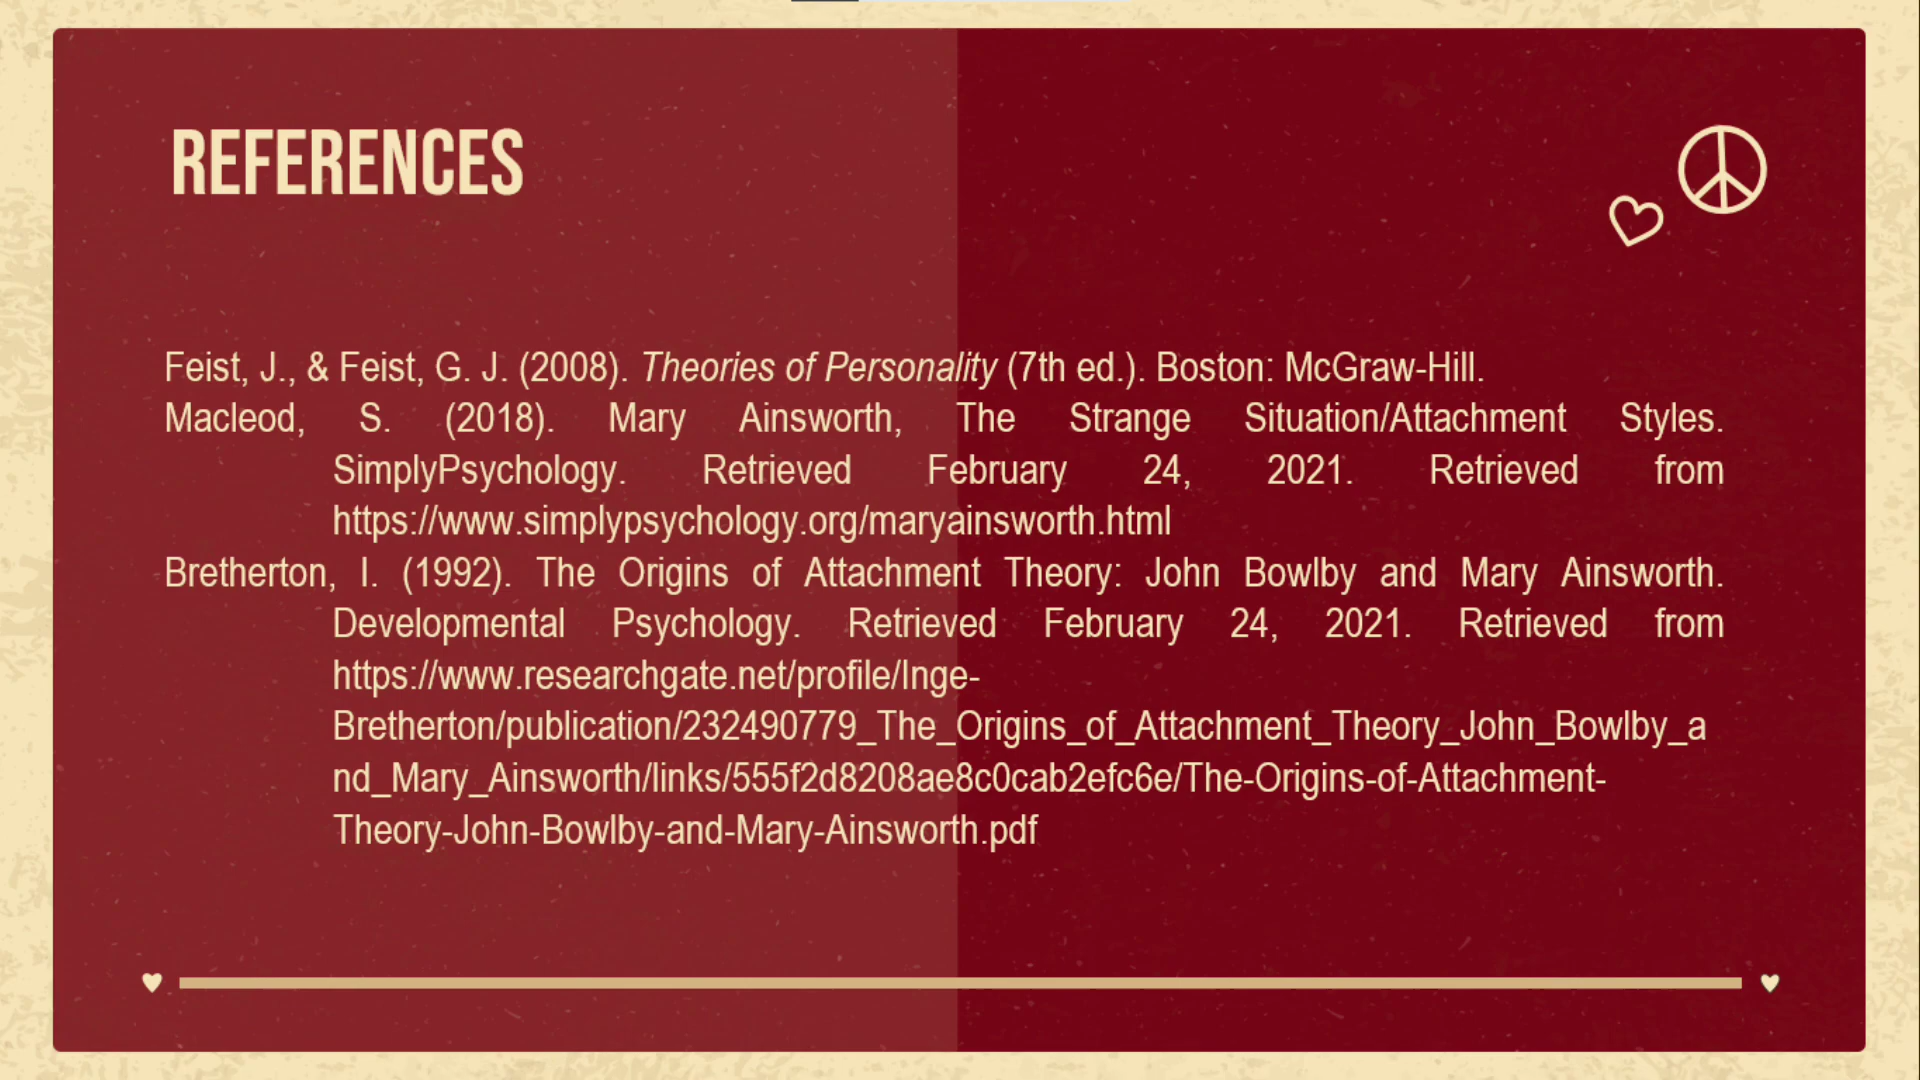 REFERENCES
Feist, J., & Feist, G. J. (2008). Theories of Personality (7th ed.). Boston: McGraw-Hill.
Macleod, S. (2018). Mary Ainsworth, The Strange Situation/Attachment Styles.
SimplyPsychology. Retrieved February 24, 2021. Retrieved from
https://www.simplypsychology.org/maryainsworth.html
Bretherton, I. (1992). The Origins of Attachment Theory: John Bowlby and Mary Ainsworth.
Developmental Psychology. Retrieved February 24, 2021. Retrieved from
https://www.researchgate.net/profile/Inge-
Bretherton/publication/232490779_The_Origins_of_Attachment_Theory_John_Bowlby_a
nd_Mary_Ainsworth/links/555f2d8208ae8c0cab2efc6e/The-Origins-of-Attachment-
Theory-John-Bowlby-and-Mary-Ainsworth.pdf